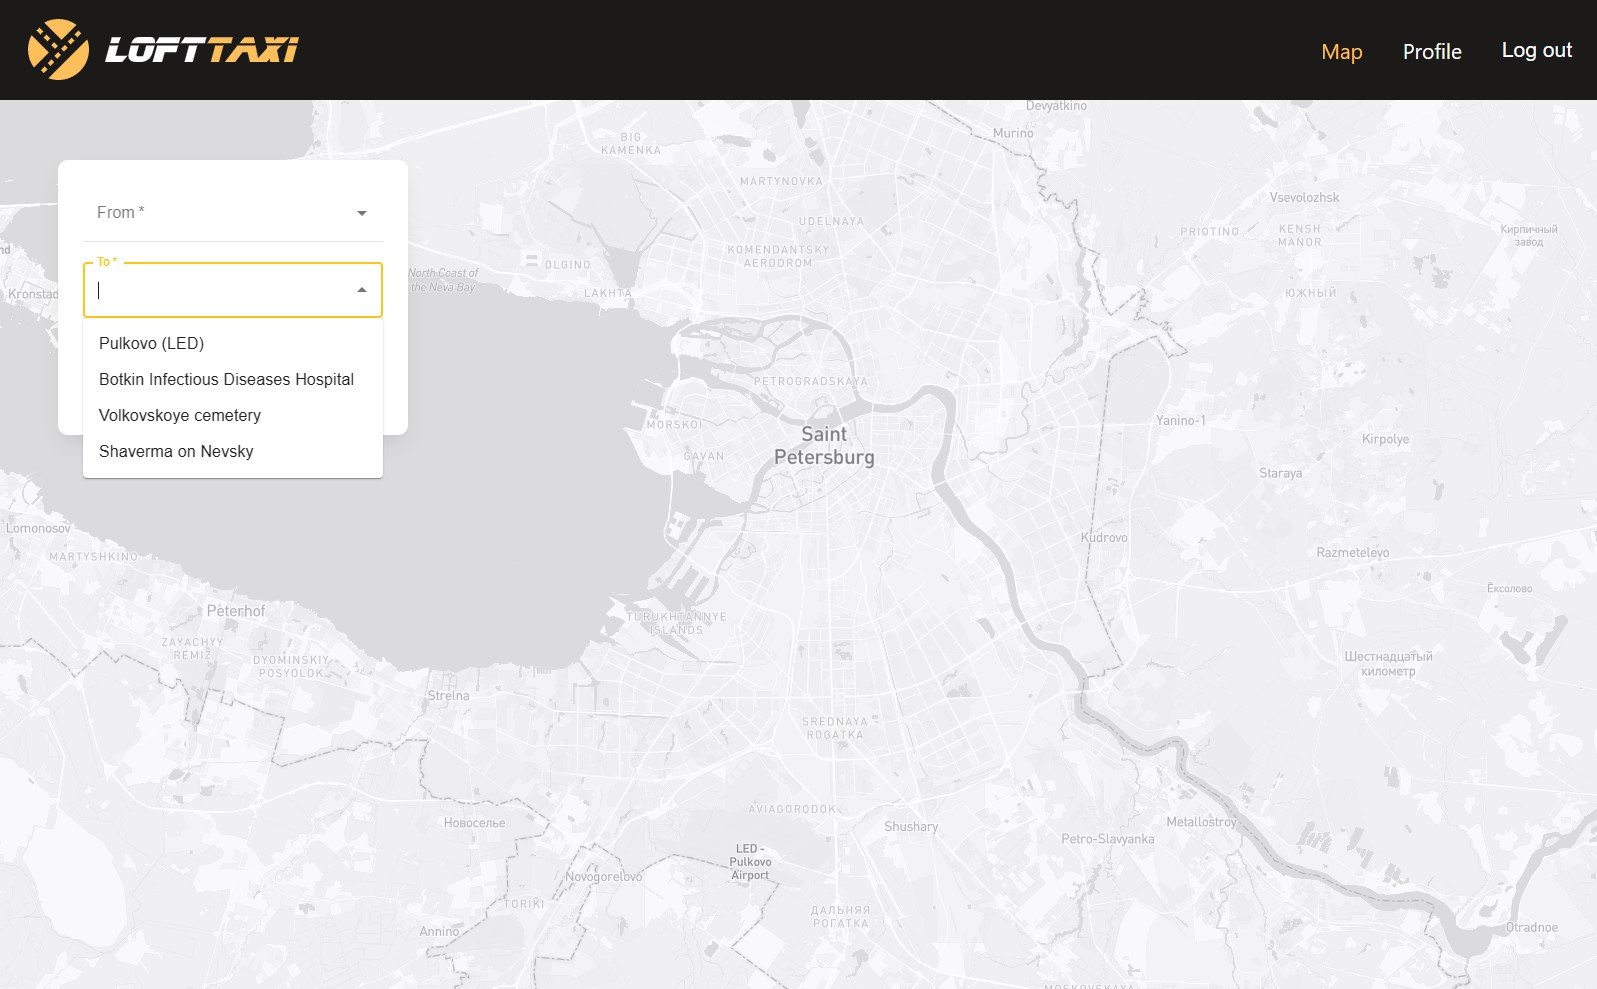 LOFTTAXI
Map
Profile
Log out
From *
To *
Pulkovo (LED)
Botkin Infectious Diseases Hospital
Volkovskoye cemetery
Shaverma on Nevsky
Devyatkino
Murino
BIG
KAMENKA
MARTYNOVKA
Vsevolozhsk
UDELNAYA
PRIOTINO
KENSH
MANOR
Кирпичный
завод
KOMENDANTSKY
AERODROM
OLGINO
North Coast of
the Neva Bay
LAKHTA
Kronstad
ЮЖНЫЙ
PETROGRADSKAYA
MORSKOI
Yanino-1
Saint
Petersburg
Kirpolye
GAVAN
Staraya
Lomonosov
Kudrovo
MARTYSHKINO
Razmetelevo
Ёксолово
Peterhof
TURUKHTANNYE
ISLANDS
ZAYACHYY
REMIZ
DYOMINSKIY
POSYOLOK
Шестнадцатый
километр
Strelna
SREDNAYA
ROGATKA
AVIAGORODOK
Новоселье
Shushary
Metallostroy
Petro-Slavyanka
LED -
Pulkovo
Airport
Novogorelovo
TORIKI
ДАЛЬНЯЯ
РОГАТКА
Annino
Otradnoe
MOSKOVSKAYA